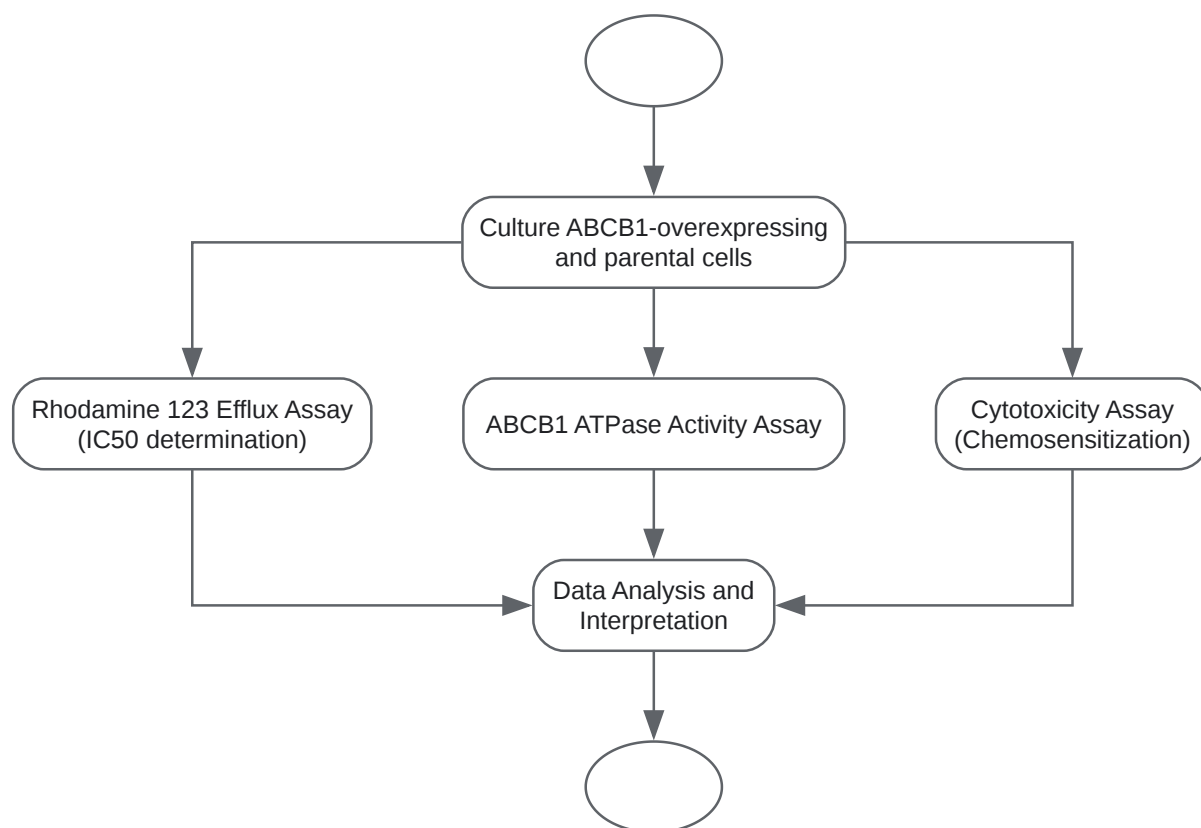 Culture ABCB1-overexpressing
and parental cells
Rhodamine 123 Efflux Assay
(IC50 determination)
ABCB1 ATPase Activity Assay
Cytotoxicity Assay
(Chemosensitization)
Data Analysis and
Interpretation